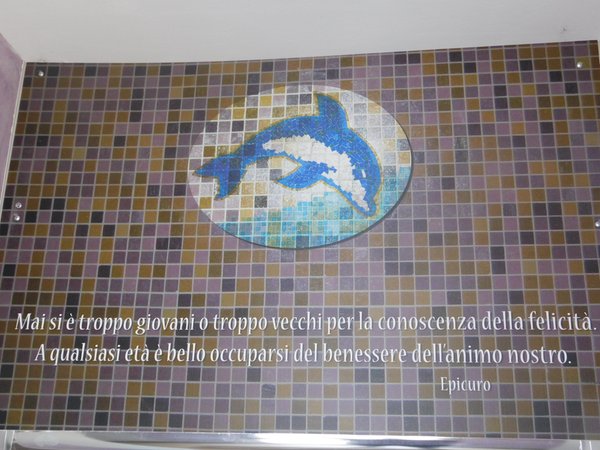 Mai si è troppo giovani o troppo vecchi per la conoscenza della felicità.
A qualsiasi età è bello occuparsi del benessere dell'animo nostro.
Epicuro